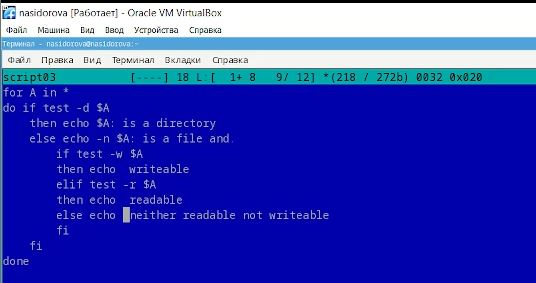 nasidorova [Работает] - Oracle VM VirtualBox
Файл Машина Вид Ввод Устройства Справка
Терминал - nasidorova@nasidorova:~
Файл Правка Вид Терминал Вкладки Справка
script03 [----] 18 L:[ 1+ 8 9/ 12] *(218 / 272b) 0032 0x020
for A in *
do if test -d $A
then echo $A: is a directory
else echo -n $A: is a file and.
if test -w $A
then echo writeable
elif test -r $A
then echo readable
else echo neither readable not writeable
fi
fi
done